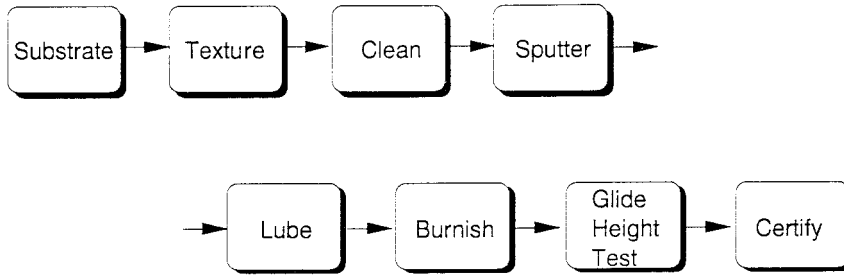 Substrate
Texture
Clean
Sputter
Lube
Burnish
Glide
Height
Test
Certify